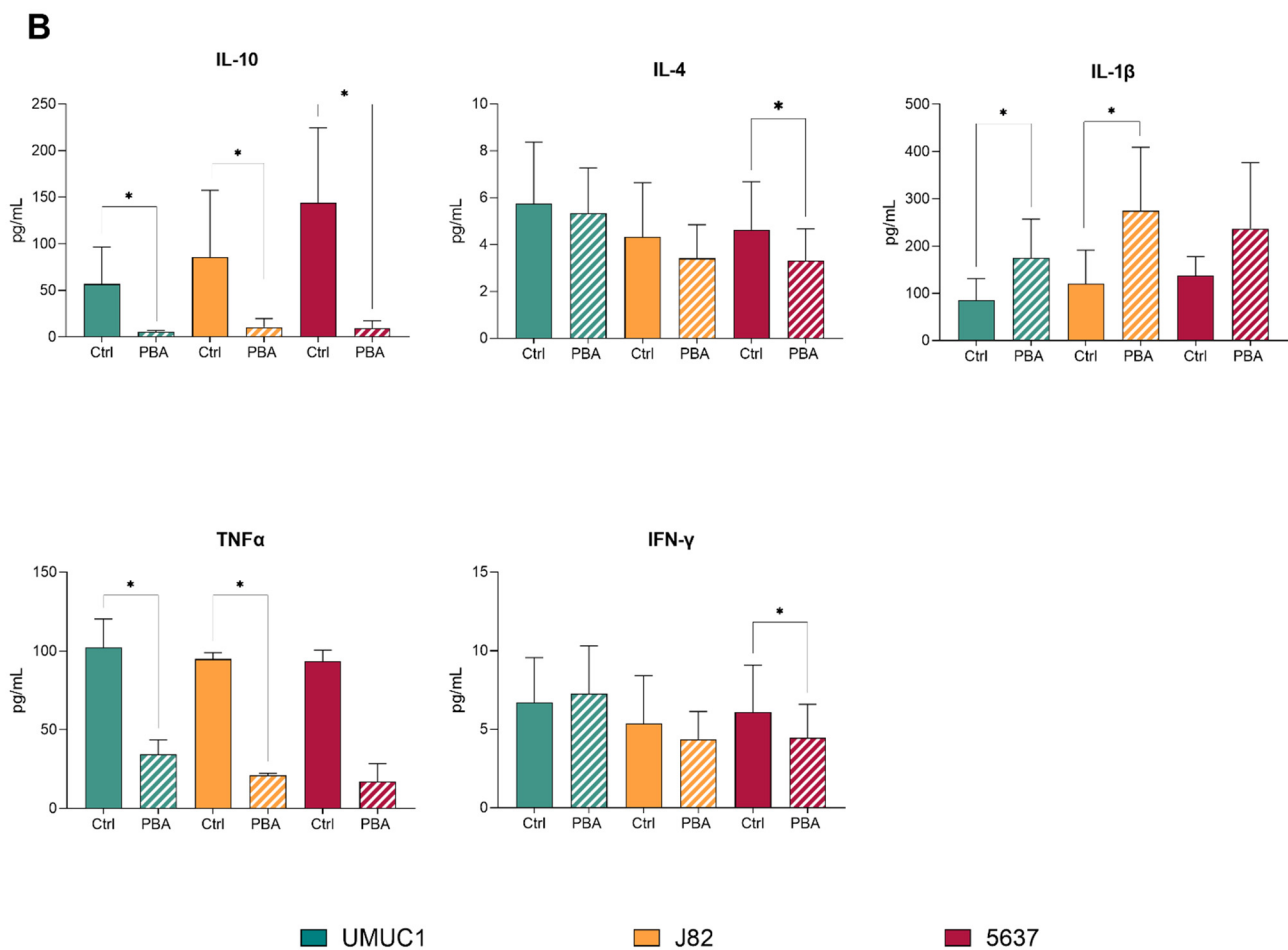 B
IL-10
250
200
150
100
50
0
pg/mL
*
*
*
Ctrl PBA Ctrl PBA Ctrl PBA
IL-4
10
8
6
4
2
0
pg/mL
*
Ctrl PBA Ctrl PBA Ctrl PBA
IL-1β
500
400
300
200
100
0
pg/mL
*
*
Ctrl PBA Ctrl PBA Ctrl PBA
TNFα
150
100
50
0
pg/mL
*
*
Ctrl PBA Ctrl PBA Ctrl PBA
IFN-γ
15
10
5
0
pg/mL
*
Ctrl PBA Ctrl PBA Ctrl PBA
UMUC1 J82 5637